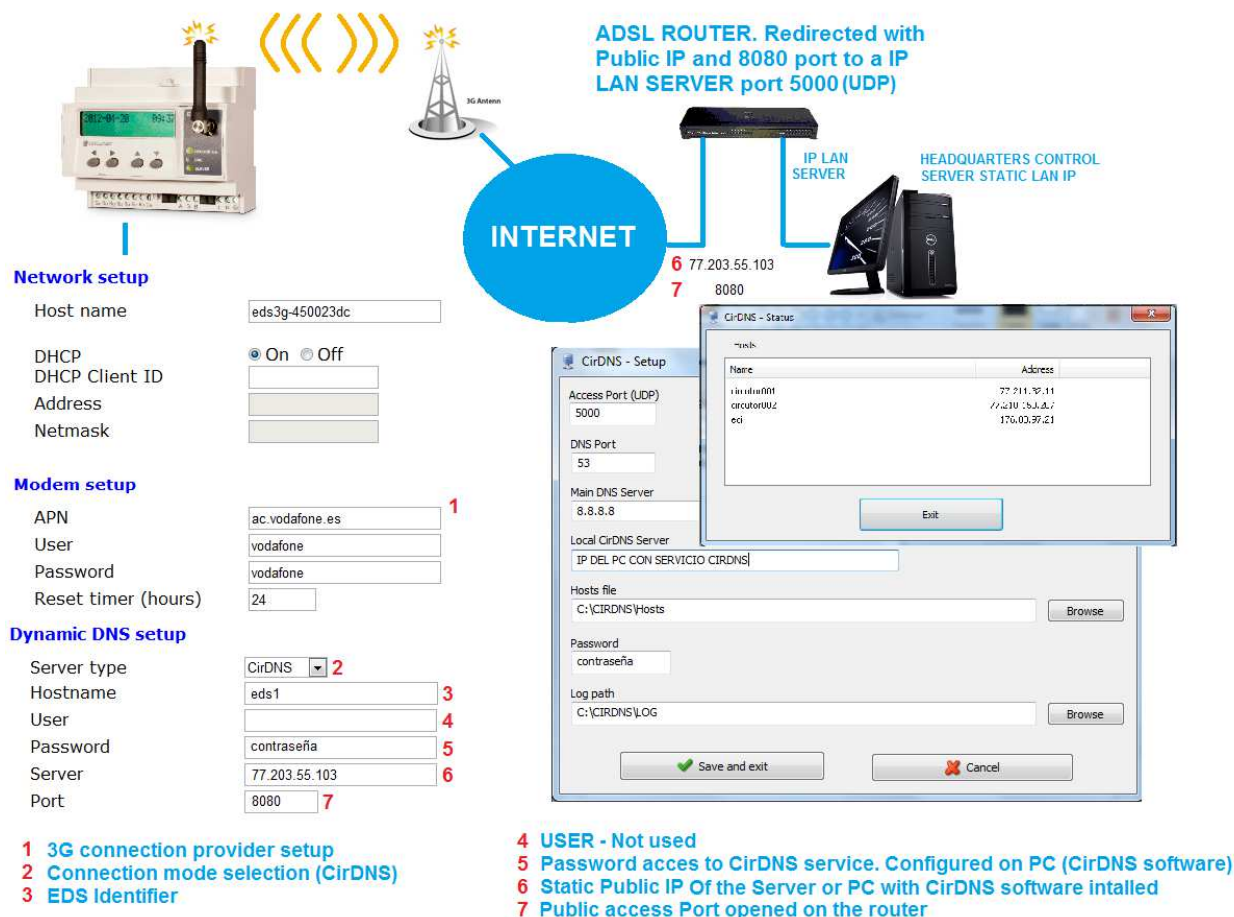 ADSL ROUTER. Redirected with
Public IP and 8080 port to a IP
LAN SERVER port 5000 (UDP)
2012-01-20
3G Antenn
IP LAN
SERVER
HEADQUARTERS CONTROL
SERVER STATIC LAN IP
INTERNET
6 77.203.55.103
7 8080
Network setup
Host name eds3g-450023dc
DHCP On Off
DHCP Client ID
Address
Netmask
Modem setup
APN ac.vodafone.es 1
User vodafone
Password vodafone
Reset timer (hours) 24
Dynamic DNS setup
Server type CirDNS 2
Hostname eds1 3
User 4
Password contraseña 5
Server 77.203.55.103 6
Port 8080 7
CirDNS - Status
Hosts
Name Address
circutor002
eci
Exit
CirDNS - Setup
Access Port (UDP)
5000
DNS Port
53
Main DNS Server
8.8.8.8
Local CirDNS Server
IP DEL PC CON SERVICIO CIRDNS
Hosts file
C:\CIRDNS\Hosts Browse
Password
contraseña
Log path
C:\CIRDNS\LOG Browse
Save and exit Cancel
1 3G connection provider setup
2 Connection mode selection (CirDNS)
3 EDS Identifier
4 USER - Not used
5 Password acces to CirDNS service. Configured on PC (CirDNS software)
6 Static Public IP Of the Server or PC with CirDNS software intalled
7 Public access Port opened on the router